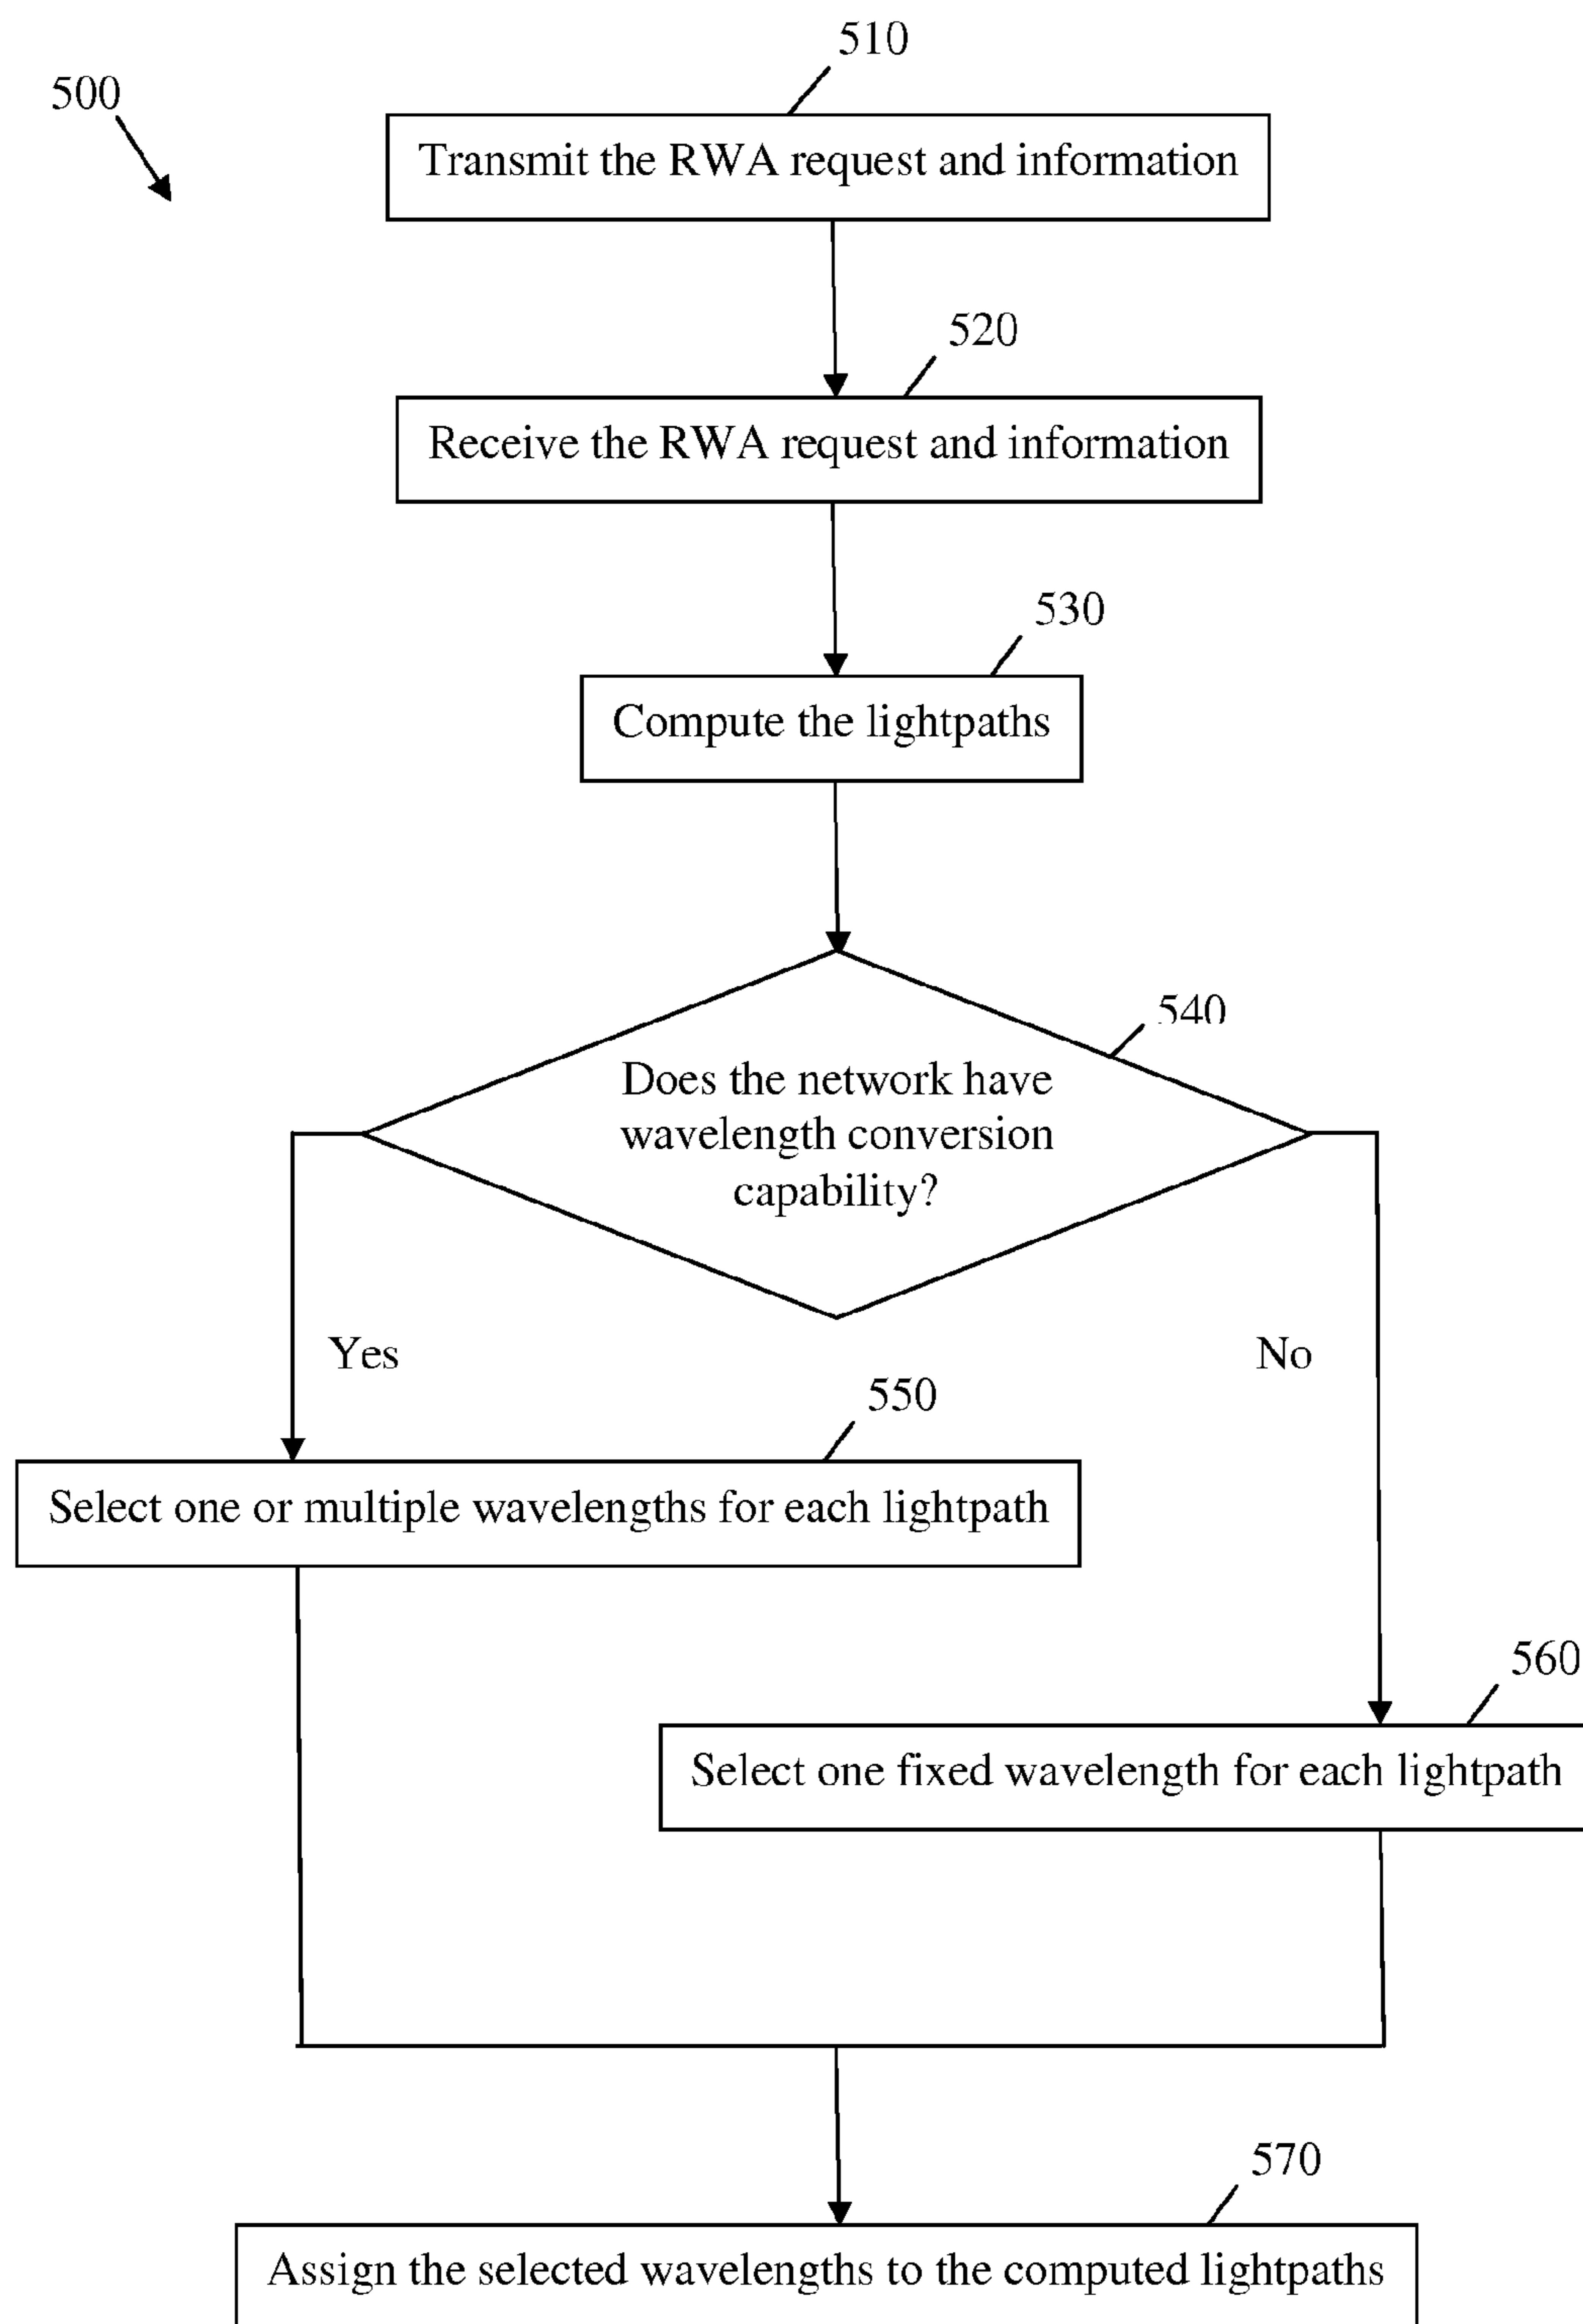 510
500
Transmit the RWA request and information
520
Receive the RWA request and information
530
Compute the lightpaths
540
Does the network have
wavelength conversion
capability?
Yes
No
550
Select one or multiple wavelengths for each lightpath
560
Select one fixed wavelength for each lightpath
570
Assign the selected wavelengths to the computed lightpaths